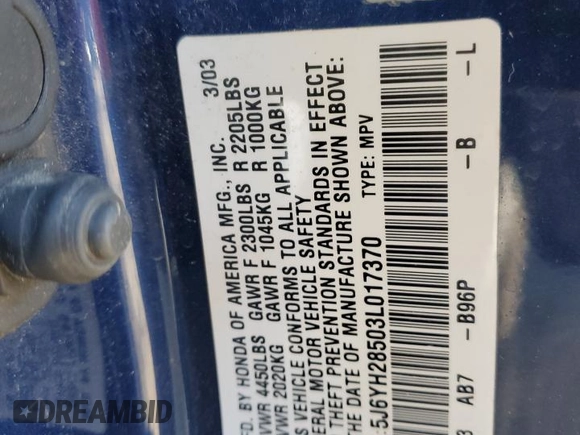 FD. BY HONDA OF AMERICA MFG., INC. 3/03
VWR 4450LBS GAWR F 2300LBS R 2205LBS
VWR 2020KG GAWR F 1045KG R 1000KG
S VEHICLE CONFORMS TO ALL APPLICABLE
ERAL MOTOR VEHICLE SAFETY
THEFT PREVENTION STANDARDS IN EFFECT
THE DATE OF MANUFACTURE SHOWN ABOVE:
:5J6YH28503L017370 TYPE: MPV
3 AB7 -B96P -B -L
DREAMBID